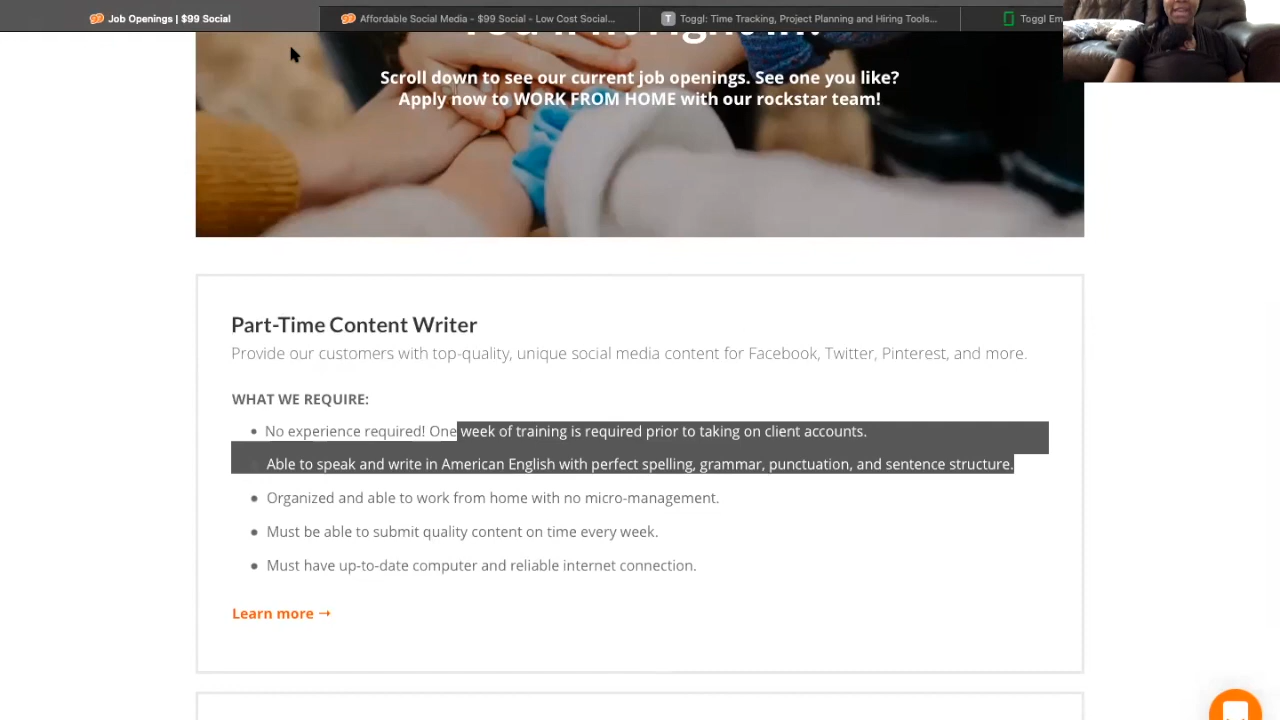 Job Openings | $99 Social
Affordable Social Media - $99 Social - Low Cost Social...
T Toggl: Time Tracking, Project Planning and Hiring Tools...
Toggl Em
Scroll down to see our current job openings. See one you like?
Apply now to WORK FROM HOME with our rockstar team!
Part-Time Content Writer
Provide our customers with top-quality, unique social media content for Facebook, Twitter, Pinterest, and more.
WHAT WE REQUIRE:
• No experience required! One week of training is required prior to taking on client accounts.
Able to speak and write in American English with perfect spelling, grammar, punctuation, and sentence structure.
• Organized and able to work from home with no micro-management.
• Must be able to submit quality content on time every week.
• Must have up-to-date computer and reliable internet connection.
Learn more →